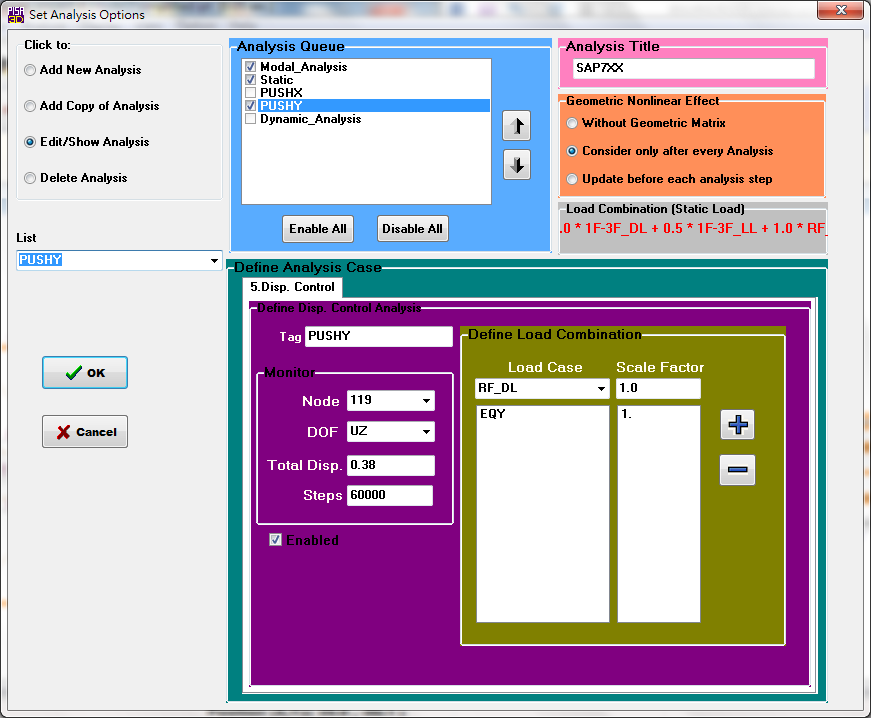 Set Analysis Options
Click to:
Add New Analysis
Add Copy of Analysis
Edit/Show Analysis
Delete Analysis
List
PUSHY
OK
Cancel
Analysis Queue
Modal_Analysis
Static
PUSHX
PUSHY
Dynamic_Analysis
Enable All
Disable All
Analysis Title
SAP7XX
Geometric Nonlinear Effect
Without Geometric Matrix
Consider only after every Analysis
Update before each analysis step
Load Combination (Static Load)
.0 * 1F-3F_DL + 0.5 * 1F-3F_LL + 1.0 * RF_
Define Analysis Case
5.Disp. Control
Define Disp. Control Analysis
Tag PUSHY
Monitor
Node 119
DOF UZ
Total Disp. 0.38
Steps 60000
Enabled
Define Load Combination
Load Case Scale Factor
RF_DL 1.0
EQY 1.